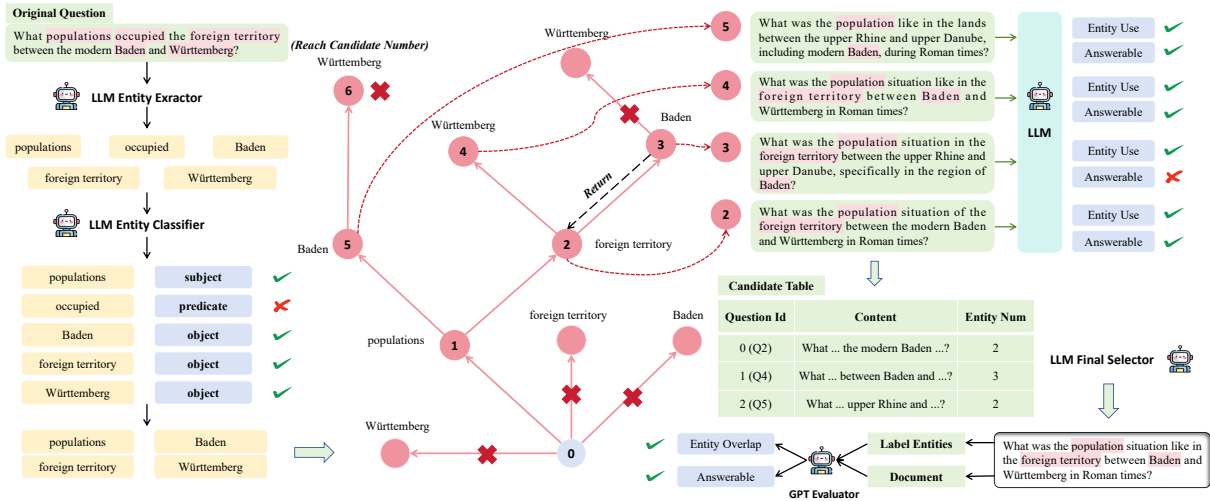 Original Question
What populations occupied the foreign territory
between the modern Baden and Württemberg?
LLM Entity Exractor
populations
occupied
Baden
foreign territory
Württemberg
LLM Entity Classifier
populations
subject
occupied
predicate
Baden
object
foreign territory
object
Württemberg
object
populations
Baden
foreign territory
Württemberg
(Reach Candidate Number)
Württemberg
6
Württemberg
Baden
3
Württemberg
4
Return
Baden
5
2
foreign territory
populations
1
foreign territory
Baden
Württemberg
0
5
What was the population like in the lands
between the upper Rhine and upper Danube,
including modern Baden, during Roman times?
4
What was the population situation like in the
foreign territory between Baden and
Württemberg in Roman times?
3
What was the population situation in the
foreign territory between the upper Rhine and
upper Danube, specifically in the region of
Baden?
2
What was the population situation of the
foreign territory between the modern Baden
and Württemberg in Roman times?
LLM
Entity Use
Answerable
Entity Use
Answerable
Entity Use
Answerable
Entity Use
Answerable
Candidate Table
Question Id
Content
Entity Num
0 (Q2)
What ... the modern Baden ...?
2
1 (Q4)
What ... between Baden and ...?
3
2 (Q5)
What ... upper Rhine and ...?
2
LLM Final Selector
What was the population situation like in
the foreign territory between Baden and
Württemberg in Roman times?
Label Entities
Document
GPT Evaluator
Entity Overlap
Answerable